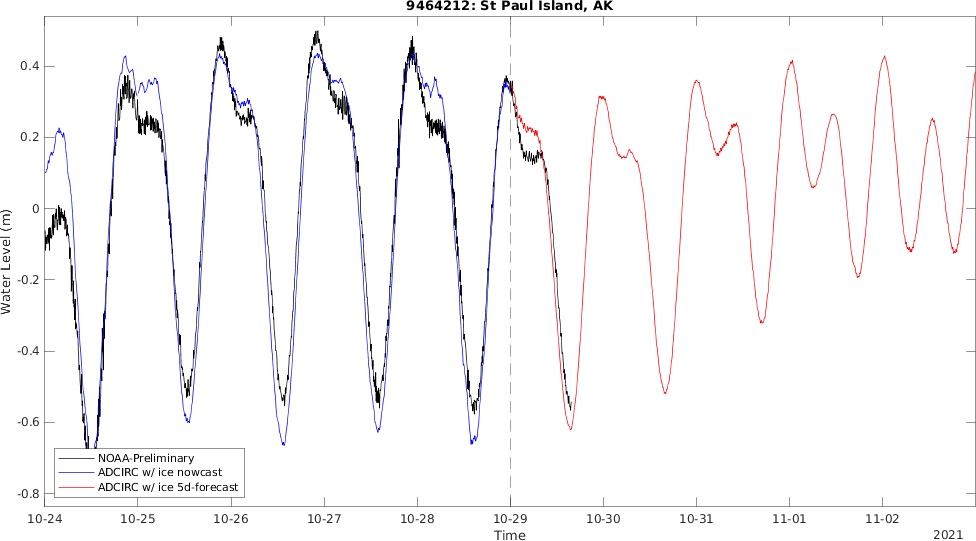 9464212: St Paul Island, AK
Water Level (m)
0.4
0.2
0
-0.2
-0.4
-0.6
-0.8
NOAA-Preliminary
ADCIRC w/ ice nowcast
ADCIRC w/ ice 5d-forecast
10-24 10-25 10-26 10-27 10-28 10-29 10-30 10-31 11-01 11-02
Time
2021